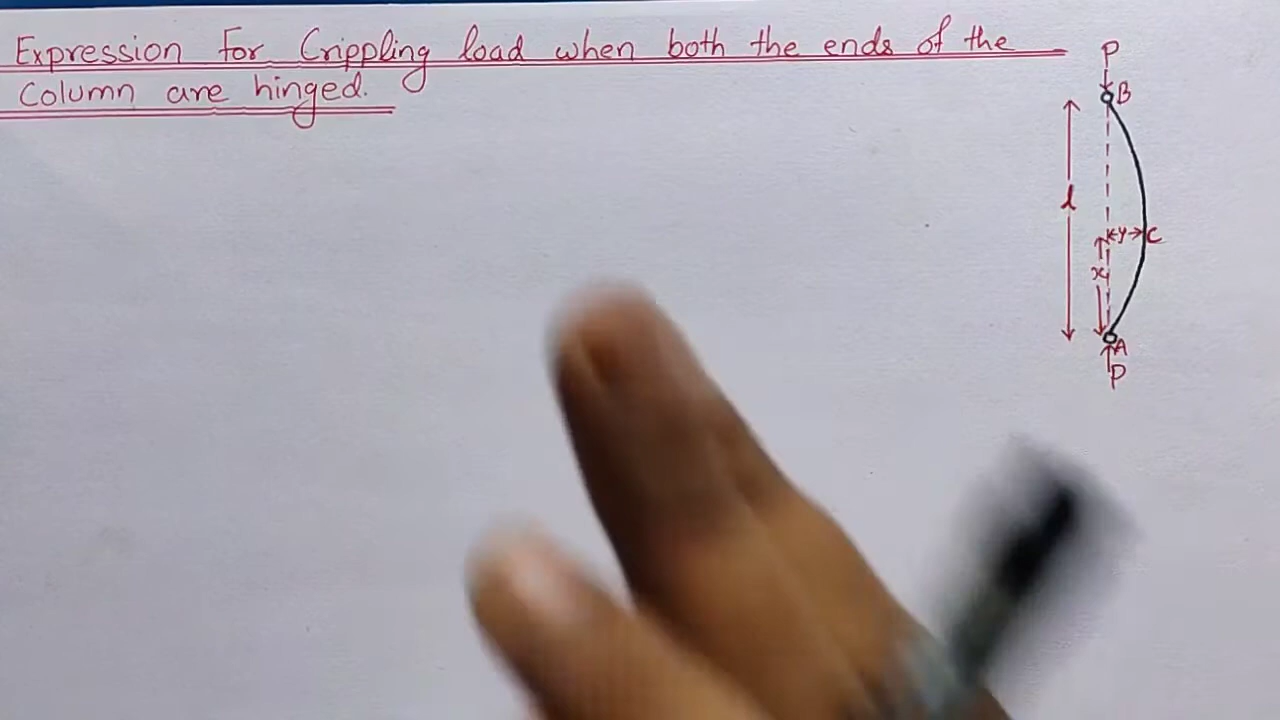 Expression for Crippling load when both the ends of the
Column are hinged.
P
B
l
y
C
x
A
P